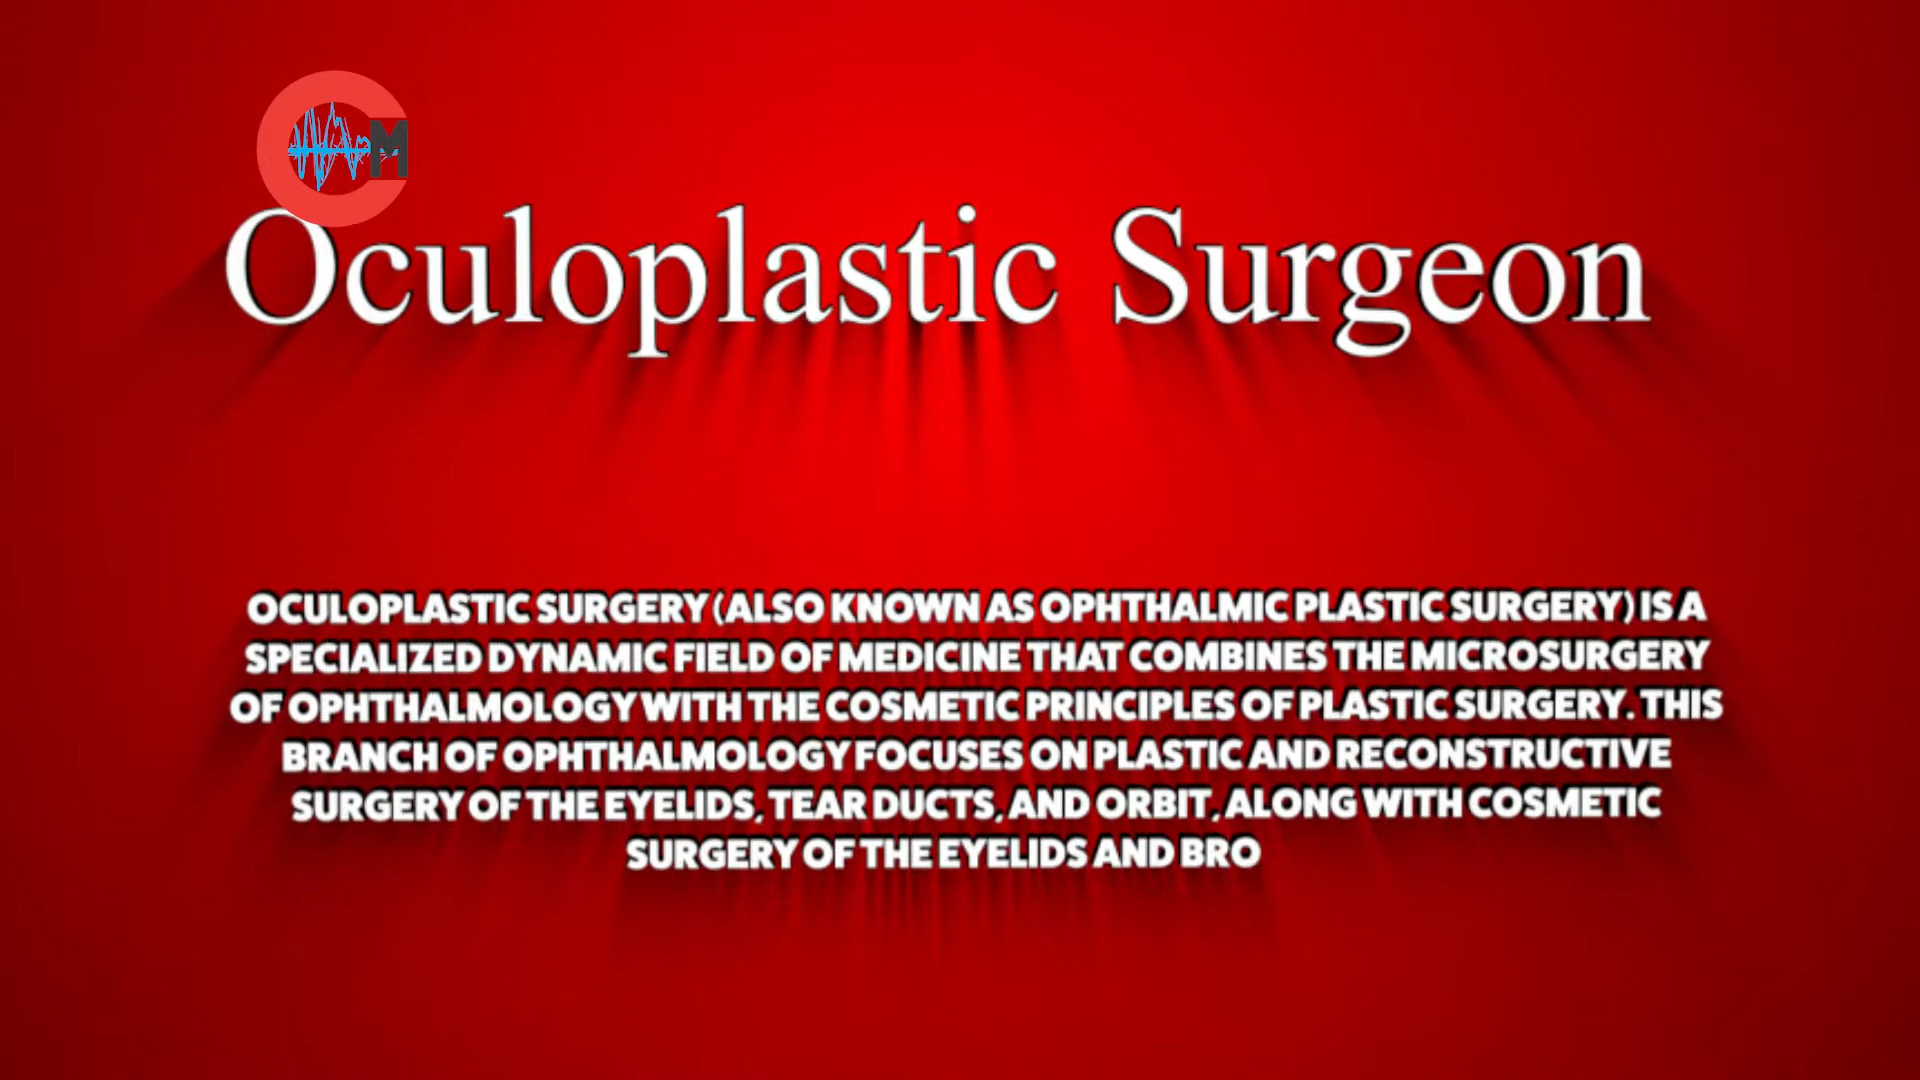 M
Oculoplastic Surgeon
OCULOPLASTIC SURGERY (ALSO KNOWN AS OPHTHALMIC PLASTIC SURGERY) IS A
SPECIALIZED DYNAMIC FIELD OF MEDICINE THAT COMBINES THE MICROSURGERY
OF OPHTHALMOLOGY WITH THE COSMETIC PRINCIPLES OF PLASTIC SURGERY. THIS
BRANCH OF OPHTHALMOLOGY FOCUSES ON PLASTIC AND RECONSTRUCTIVE
SURGERY OF THE EYELIDS, TEAR DUCTS, AND ORBIT, ALONG WITH COSMETIC
SURGERY OF THE EYELIDS AND BRO